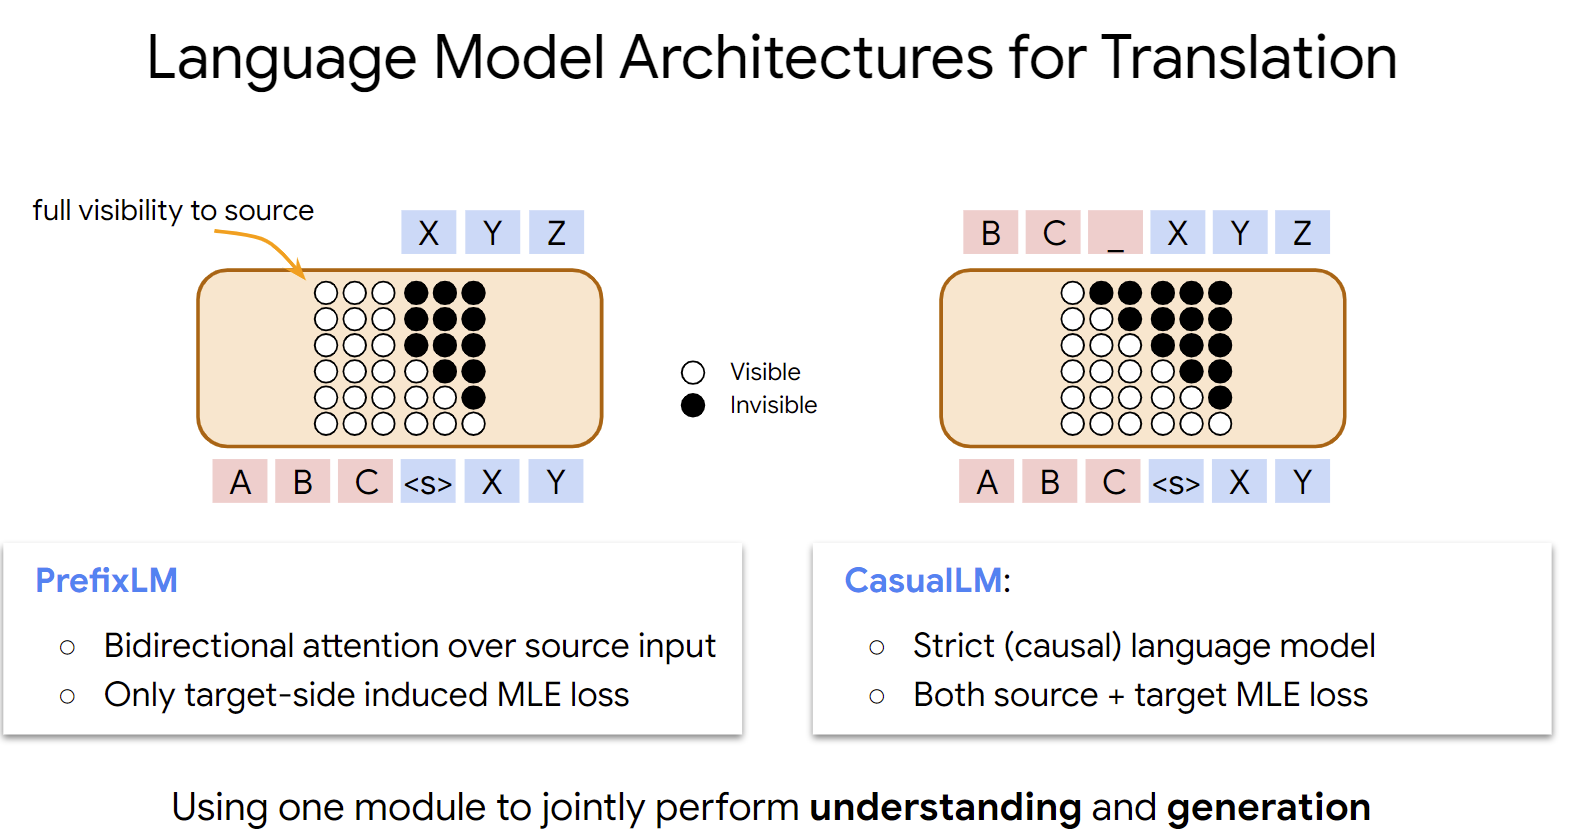 Language Model Architectures for Translation
full visibility to source
X Y Z
A B C <s> X Y
Visible
Invisible
B C _ X Y Z
A B C <s> X Y
PrefixLM
○ Bidirectional attention over source input
○ Only target-side induced MLE loss
CasualLM:
○ Strict (causal) language model
○ Both source + target MLE loss
Using one module to jointly perform understanding and generation